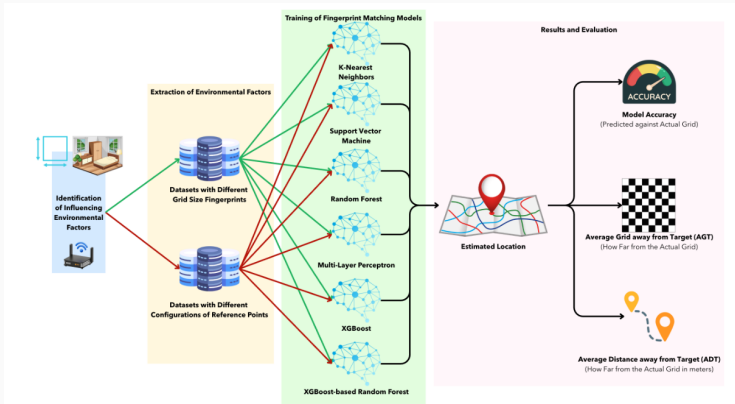 Training of Fingerprint Matching Models
Results and Evaluation
Extraction of Environmental Factors
Identification
of Influencing
Environmental
Factors
Datasets with Different
Grid Size Fingerprints
Datasets with Different
Configurations of Reference Points
K-Nearest
Neighbors
Support Vector
Machine
Random Forest
Multi-Layer Perceptron
XGBoost
XGBoost-based Random Forest
Estimated Location
ACCURACY
Model Accuracy
(Predicted against Actual Grid)
Average Grid away from Target (AGT)
(How Far from the Actual Grid)
Average Distance away from Target (ADT)
(How Far from the Actual Grid in meters)